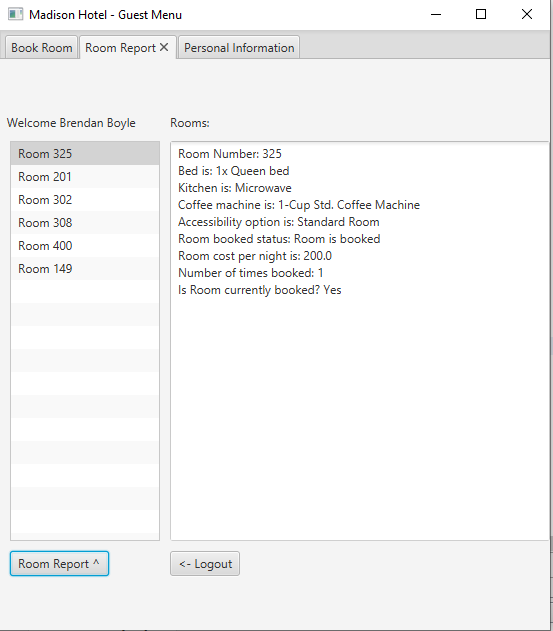 Madison Hotel - Guest Menu
Book Room
Room Report
Personal Information
Welcome Brendan Boyle
Rooms:
Room 325
Room 201
Room 302
Room 308
Room 400
Room 149
Room Number: 325
Bed is: 1x Queen bed
Kitchen is: Microwave
Coffee machine is: 1-Cup Std. Coffee Machine
Accessibility option is: Standard Room
Room booked status: Room is booked
Room cost per night is: 200.0
Number of times booked: 1
Is Room currently booked? Yes
Room Report ^
<- Logout